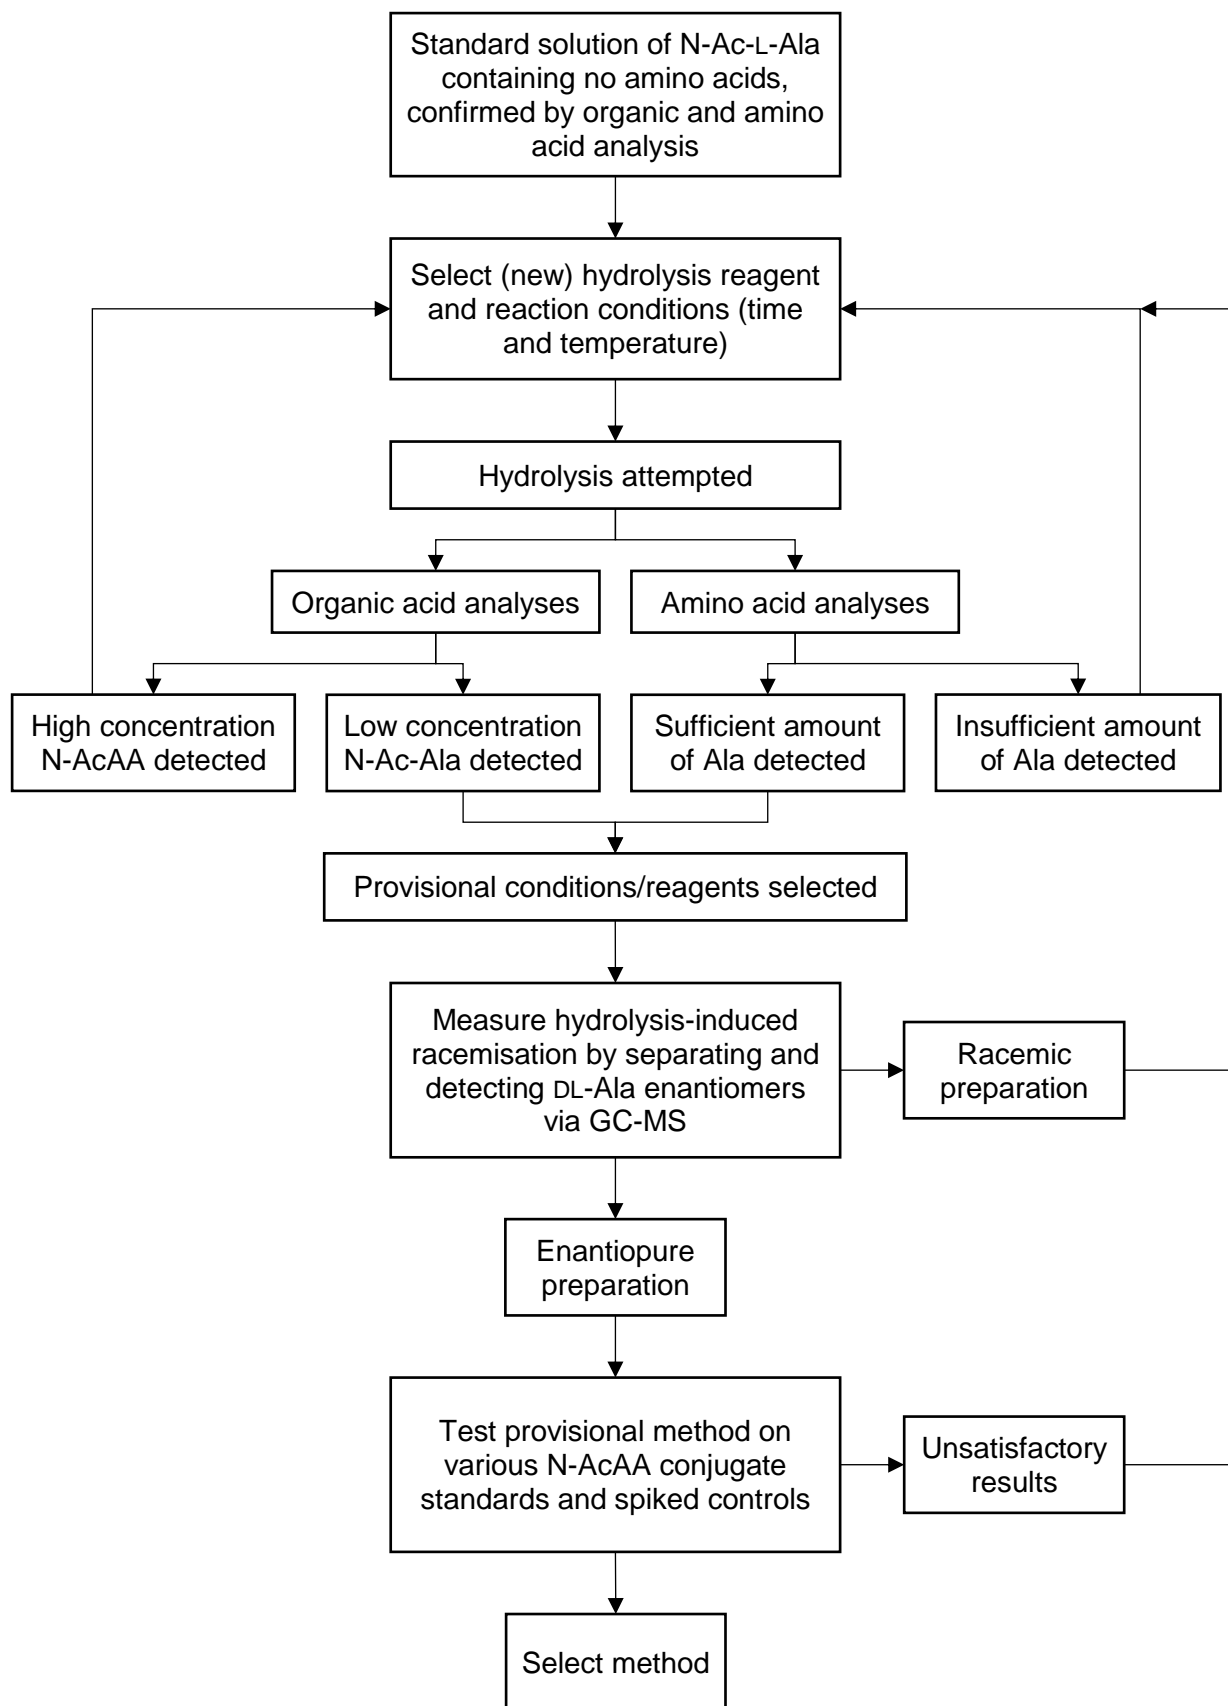 Standard solution of N-Ac-L-Ala
containing no amino acids,
confirmed by organic and amino
acid analysis
Select (new) hydrolysis reagent
and reaction conditions (time
and temperature)
Hydrolysis attempted
Organic acid analyses
Amino acid analyses
High concentration
N-AcAA detected
Low concentration
N-Ac-Ala detected
Sufficient amount
of Ala detected
Insufficient amount
of Ala detected
Provisional conditions/reagents selected
Measure hydrolysis-induced
racemisation by separating and
detecting DL-Ala enantiomers
via GC-MS
Racemic
preparation
Enantiopure
preparation
Test provisional method on
various N-AcAA conjugate
standards and spiked controls
Unsatisfactory
results
Select method